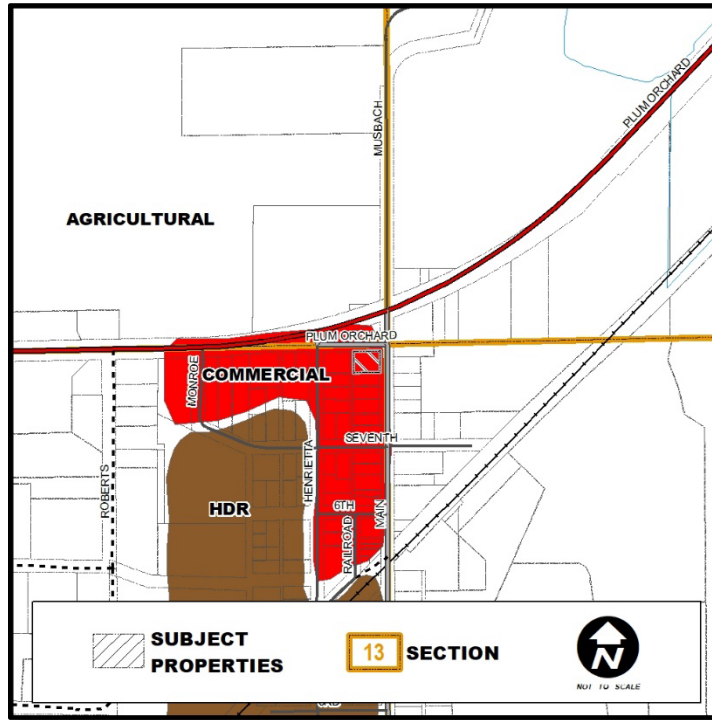 MUSBACH
PLUM ORCHARD
AGRICULTURAL
PLUM ORCHARD
MONROE
COMMERCIAL
SEVENTH
HENRIETTA
ROBERTS
HDR
6TH
MAIN
RAILROAD
SUBJECT
PROPERTIES
13
SECTION
N
NOT TO SCALE